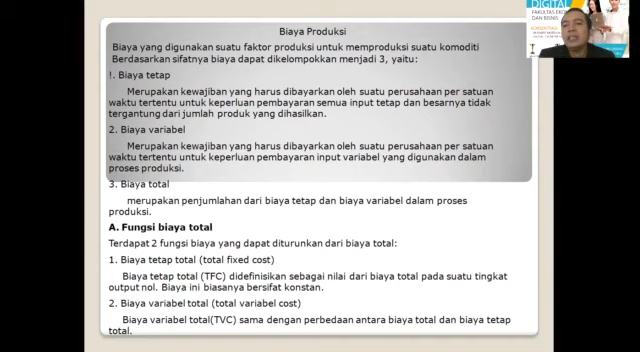 Biaya Produksi
Biaya yang digunakan suatu faktor produksi untuk memproduksi suatu komoditi
Berdasarkan sifatnya biaya dapat dikelompokkan menjadi 3, yaitu:
!. Biaya tetap
Merupakan kewajiban yang harus dibayarkan oleh suatu perusahaan per satuan
waktu tertentu untuk keperluan pembayaran semua input tetap dan besarnya tidak
tergantung dari jumlah produk yang dihasilkan.
2. Biaya variabel
Merupakan kewajiban yang harus dibayarkan oleh suatu perusahaan per satuan
waktu tertentu untuk keperluan pembayaran input variabel yang digunakan dalam
proses produksi.
3. Biaya total
merupakan penjumlahan dari biaya tetap dan biaya variabel dalam proses
produksi.
A. Fungsi biaya total
Terdapat 2 fungsi biaya yang dapat diturunkan dari biaya total:
1. Biaya tetap total (total fixed cost)
Biaya tetap total (TFC) didefinisikan sebagai nilai dari biaya total pada suatu tingkat
output nol. Biaya ini biasanya bersifat konstan.
2. Biaya variabel total (total variabel cost)
Biaya variabel total(TVC) sama dengan perbedaan antara biaya total dan biaya tetap
total.
DIGITAL
FAKULTAS
DAN BISNIS